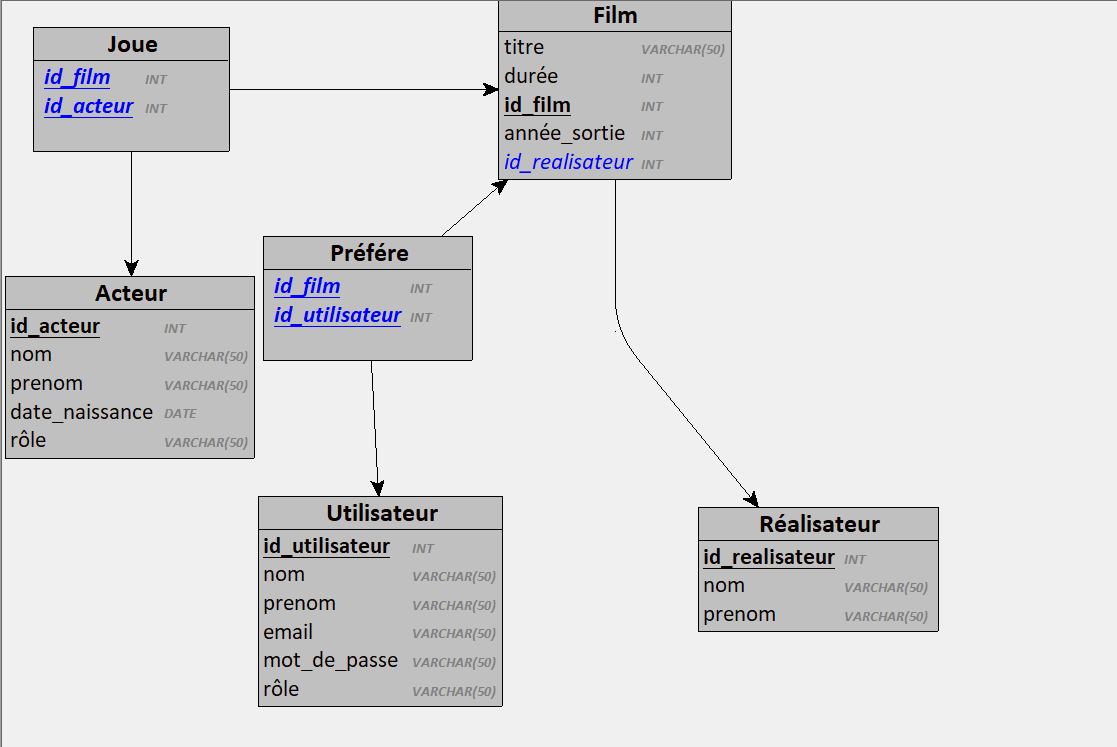 Joue
id_film INT
id_acteur INT
Film
titre VARCHAR(50)
durée INT
id_film INT
année_sortie INT
id_realisateur INT
Préfére
id_film INT
id_utilisateur INT
Acteur
id_acteur INT
nom VARCHAR(50)
prenom VARCHAR(50)
date_naissance DATE
rôle VARCHAR(50)
Utilisateur
id_utilisateur INT
nom VARCHAR(50)
prenom VARCHAR(50)
email VARCHAR(50)
mot_de_passe VARCHAR(50)
rôle VARCHAR(50)
Réalisateur
id_realisateur INT
nom VARCHAR(50)
prenom VARCHAR(50)